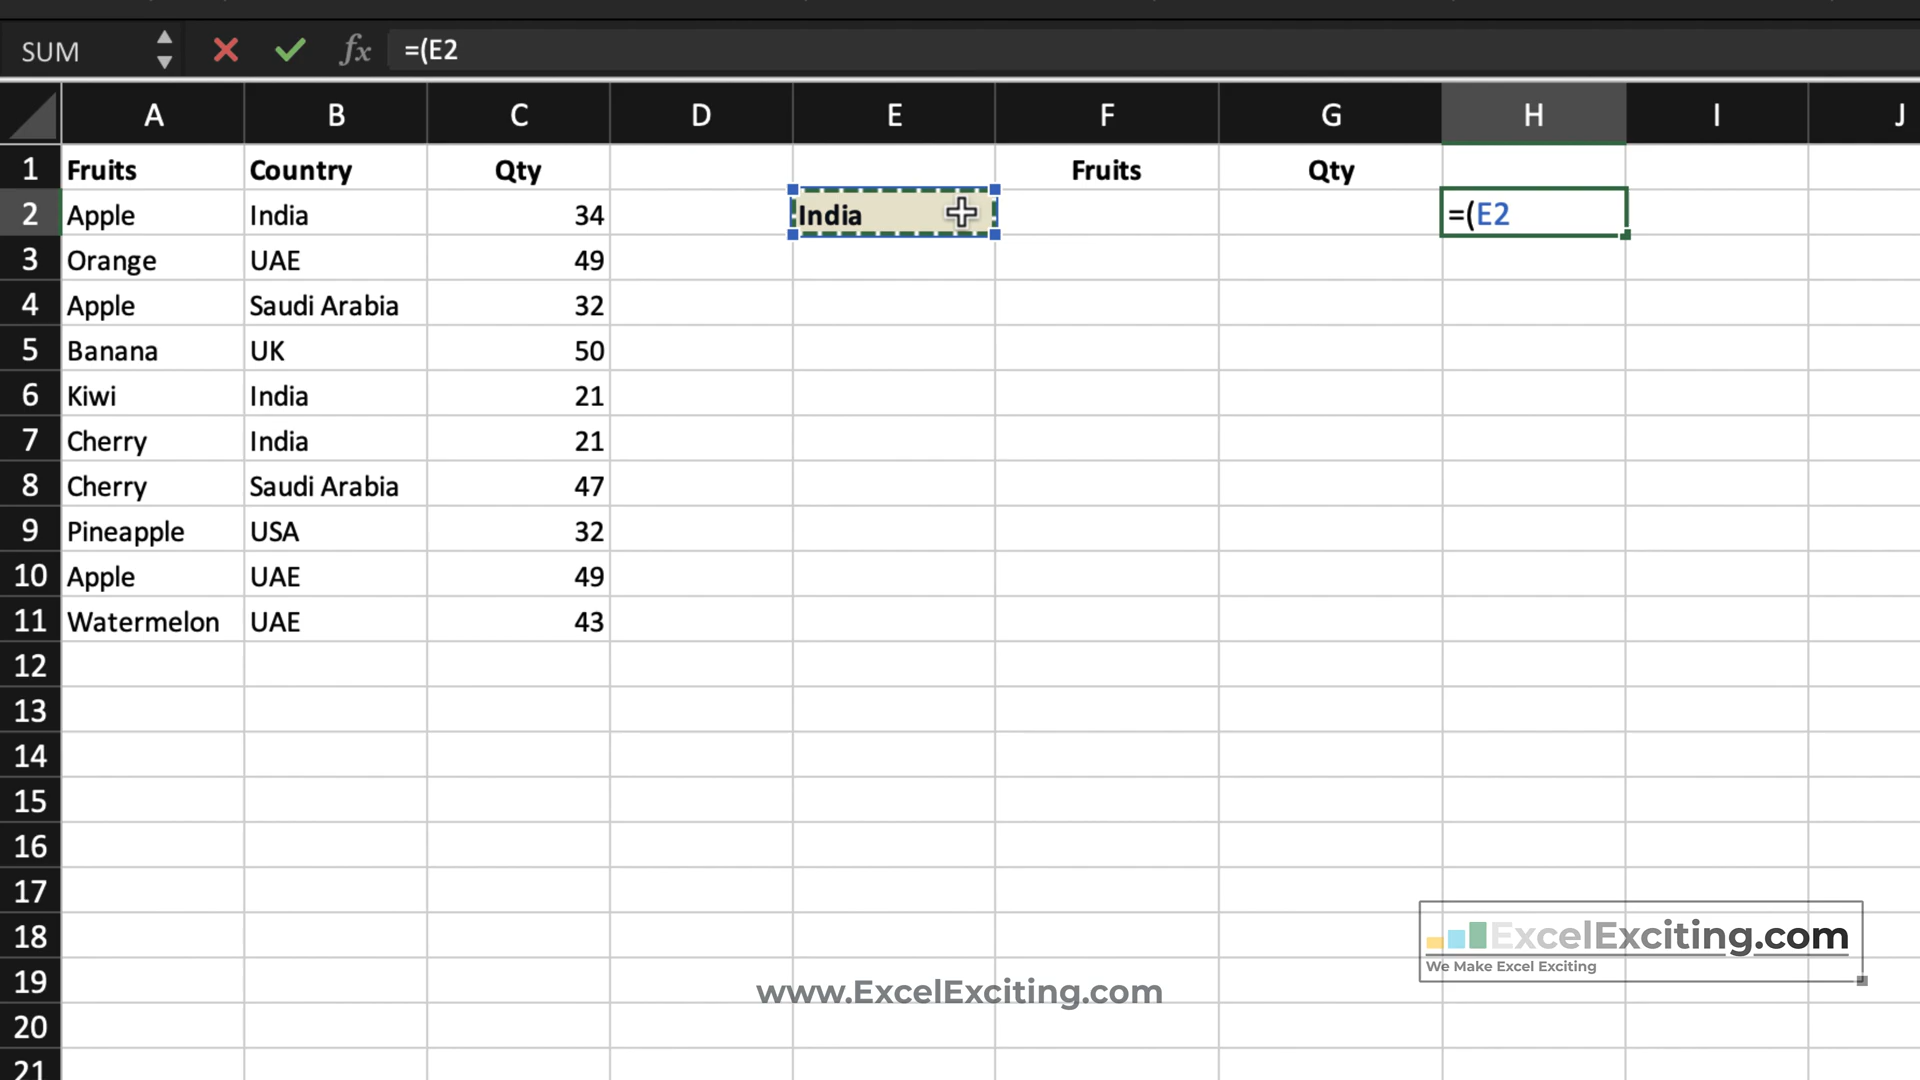 SUM fx =(E2
A B C D E F G H I J
1 Fruits Country Qty Fruits Qty
2 Apple India 34 India =(E2
3 Orange UAE 49
4 Apple Saudi Arabia 32
5 Banana UK 50
6 Kiwi India 21
7 Cherry India 21
8 Cherry Saudi Arabia 47
9 Pineapple USA 32
10 Apple UAE 49
11 Watermelon UAE 43
12
13
14
15
16
17
18
ExcelExciting.com
We Make Excel Exciting
19
www.ExcelExciting.com
20
21